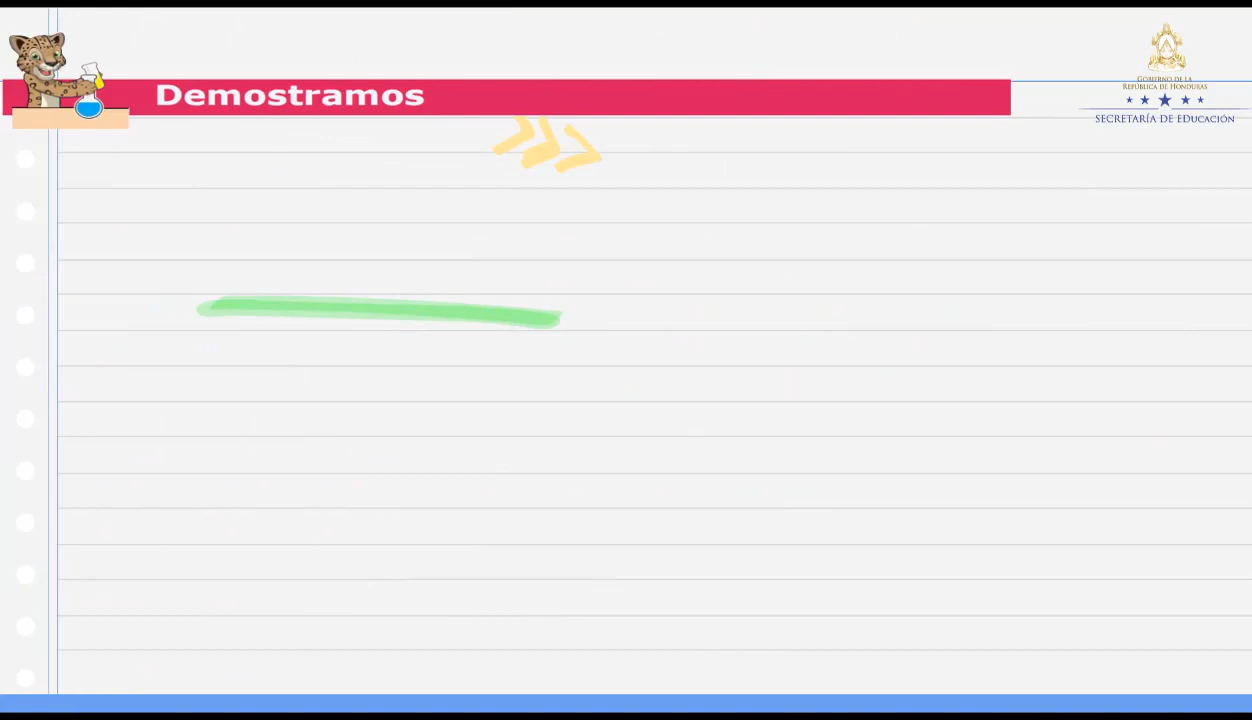 Demostramos
GOBIERNO DE LA
REPÚBLICA DE HONDURAS
SECRETARÍA DE EDUCACIÓN